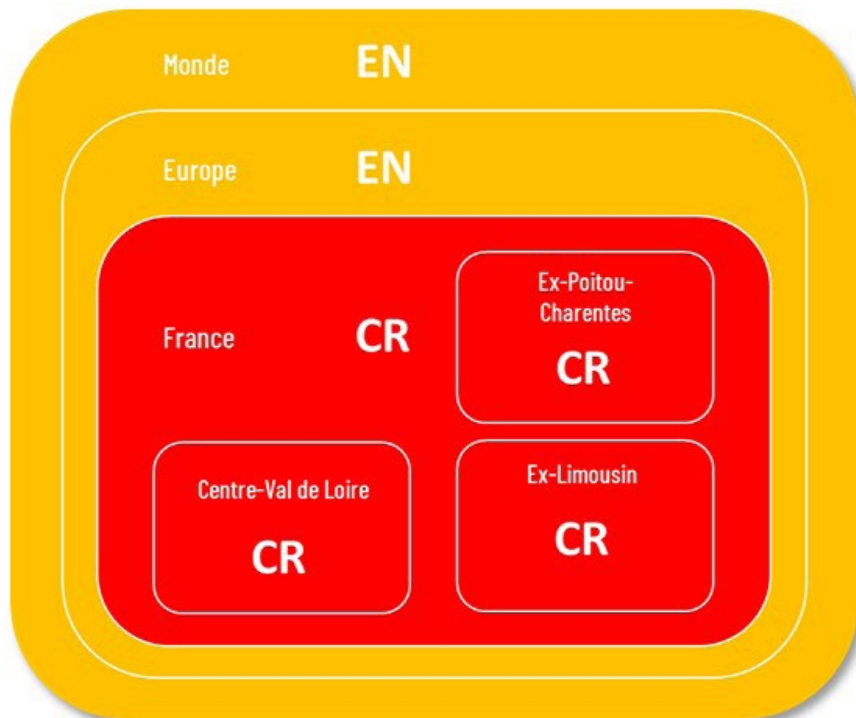 Monde EN
Europe EN
Ex-Poitou-
Charentes
France CR
CR
Centre-Val de Loire
CR
Ex-Limousin
CR